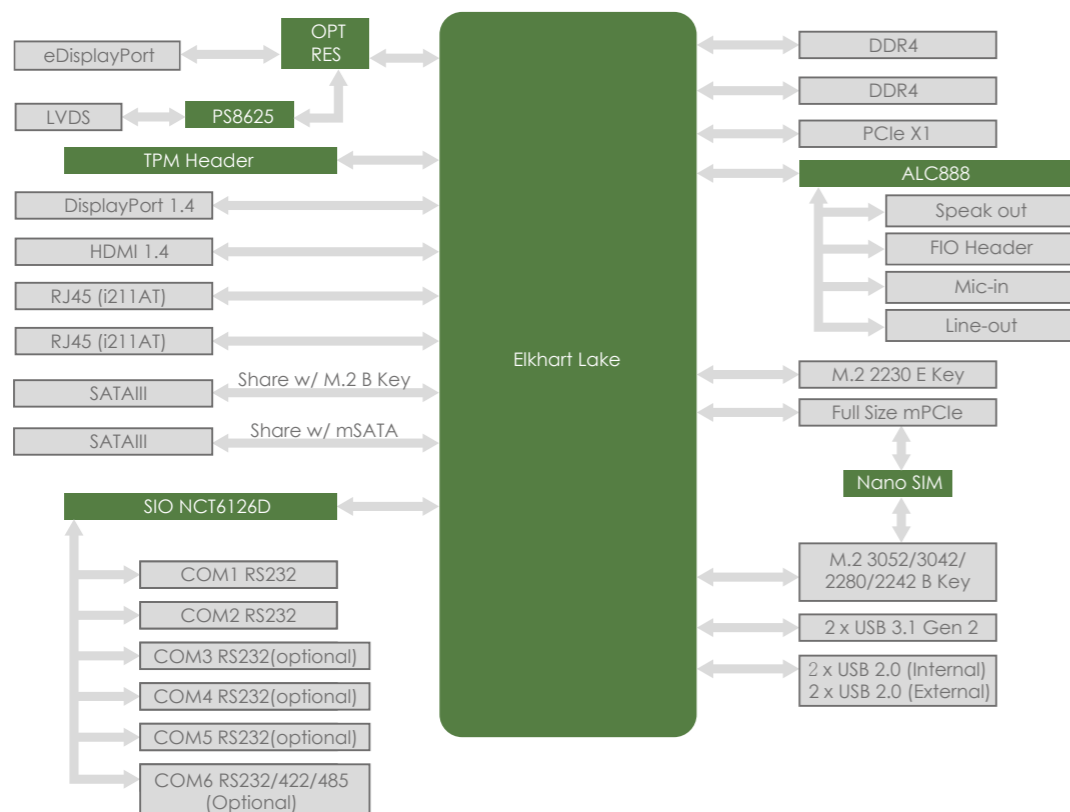 eDisplayPort
OPT
RES
LVDS
PS8625
TPM Header
DisplayPort 1.4
HDMI 1.4
RJ45 (i211AT)
RJ45 (i211AT)
SATAIII
Share w/ M.2 B Key
SATAIII
Share w/ mSATA
SIO NCT6126D
COM1 RS232
COM2 RS232
COM3 RS232(optional)
COM4 RS232(optional)
COM5 RS232(optional)
COM6 RS232/422/485
(Optional)
Elkhart Lake
DDR4
DDR4
PCIe X1
ALC888
Speak out
FIO Header
Mic-in
Line-out
M.2 2230 E Key
Full Size mPCIe
Nano SIM
M.2 3052/3042/
2280/2242 B Key
2 x USB 3.1 Gen 2
2 x USB 2.0 (Internal)
2 x USB 2.0 (External)